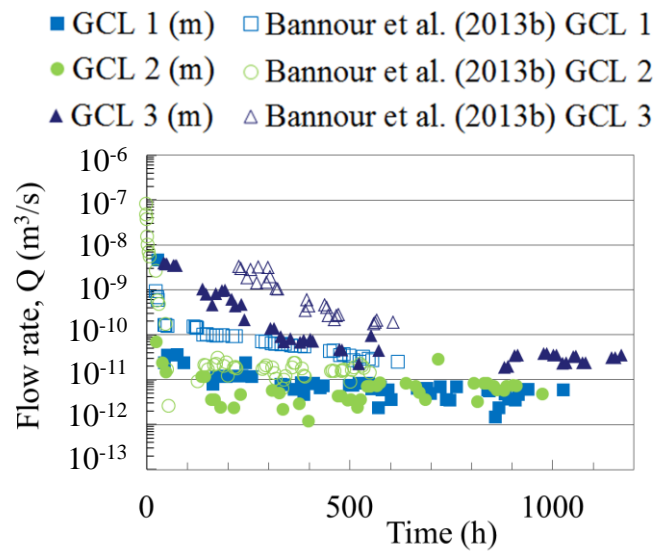 GCL 1 (m) Bannour et al. (2013b) GCL 1
GCL 2 (m) Bannour et al. (2013b) GCL 2
GCL 3 (m) Bannour et al. (2013b) GCL 3
Flow rate, Q (m³/s)
10⁻⁶
10⁻⁷
10⁻⁸
10⁻⁹
10⁻¹⁰
10⁻¹¹
10⁻¹²
10⁻¹³
0 500 1000
Time (h)